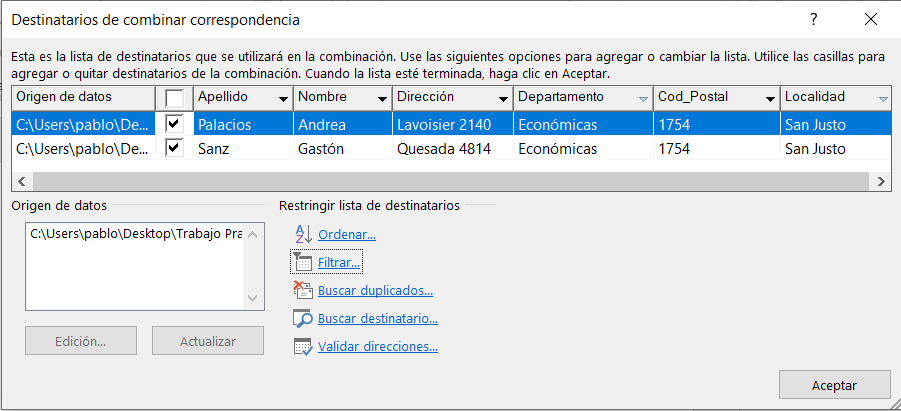 Destinatarios de combinar correspondencia
?
Esta es la lista de destinatarios que se utilizará en la combinación. Use las siguientes opciones para agregar o cambiar la lista. Utilice las casillas para
agregar o quitar destinatarios de la combinación. Cuando la lista esté terminada, haga clic en Aceptar.
Origen de datos Apellido Nombre Dirección Departamento Cod_Postal Localidad
C:\Users\pablo\De... Palacios Andrea Lavoisier 2140 Económicas 1754 San Justo
C:\Users\pablo\De... Sanz Gastón Quesada 4814 Económicas 1754 San Justo
Origen de datos
C:\Users\pablo\Desktop\Trabajo Pra
Edición...
Actualizar
Restringir lista de destinatarios
Ordenar...
Filtrar...
Buscar duplicados...
Buscar destinatario...
Validar direcciones...
Aceptar